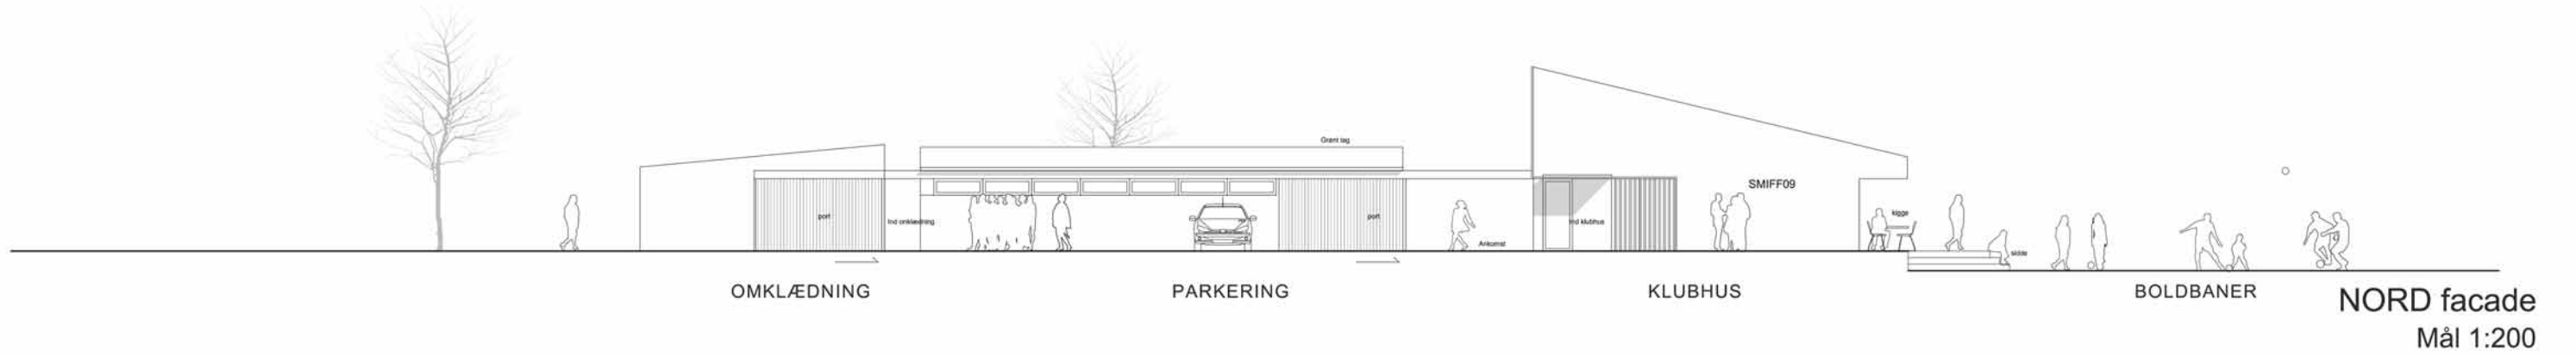 Grønt tag
SMIFF09
port
Ind omklædning
port
Ind klubhus
kigge
Ankomst
sidde
OMKLÆDNING
PARKERING
KLUBHUS
BOLDBANER
NORD facade
Mål 1:200